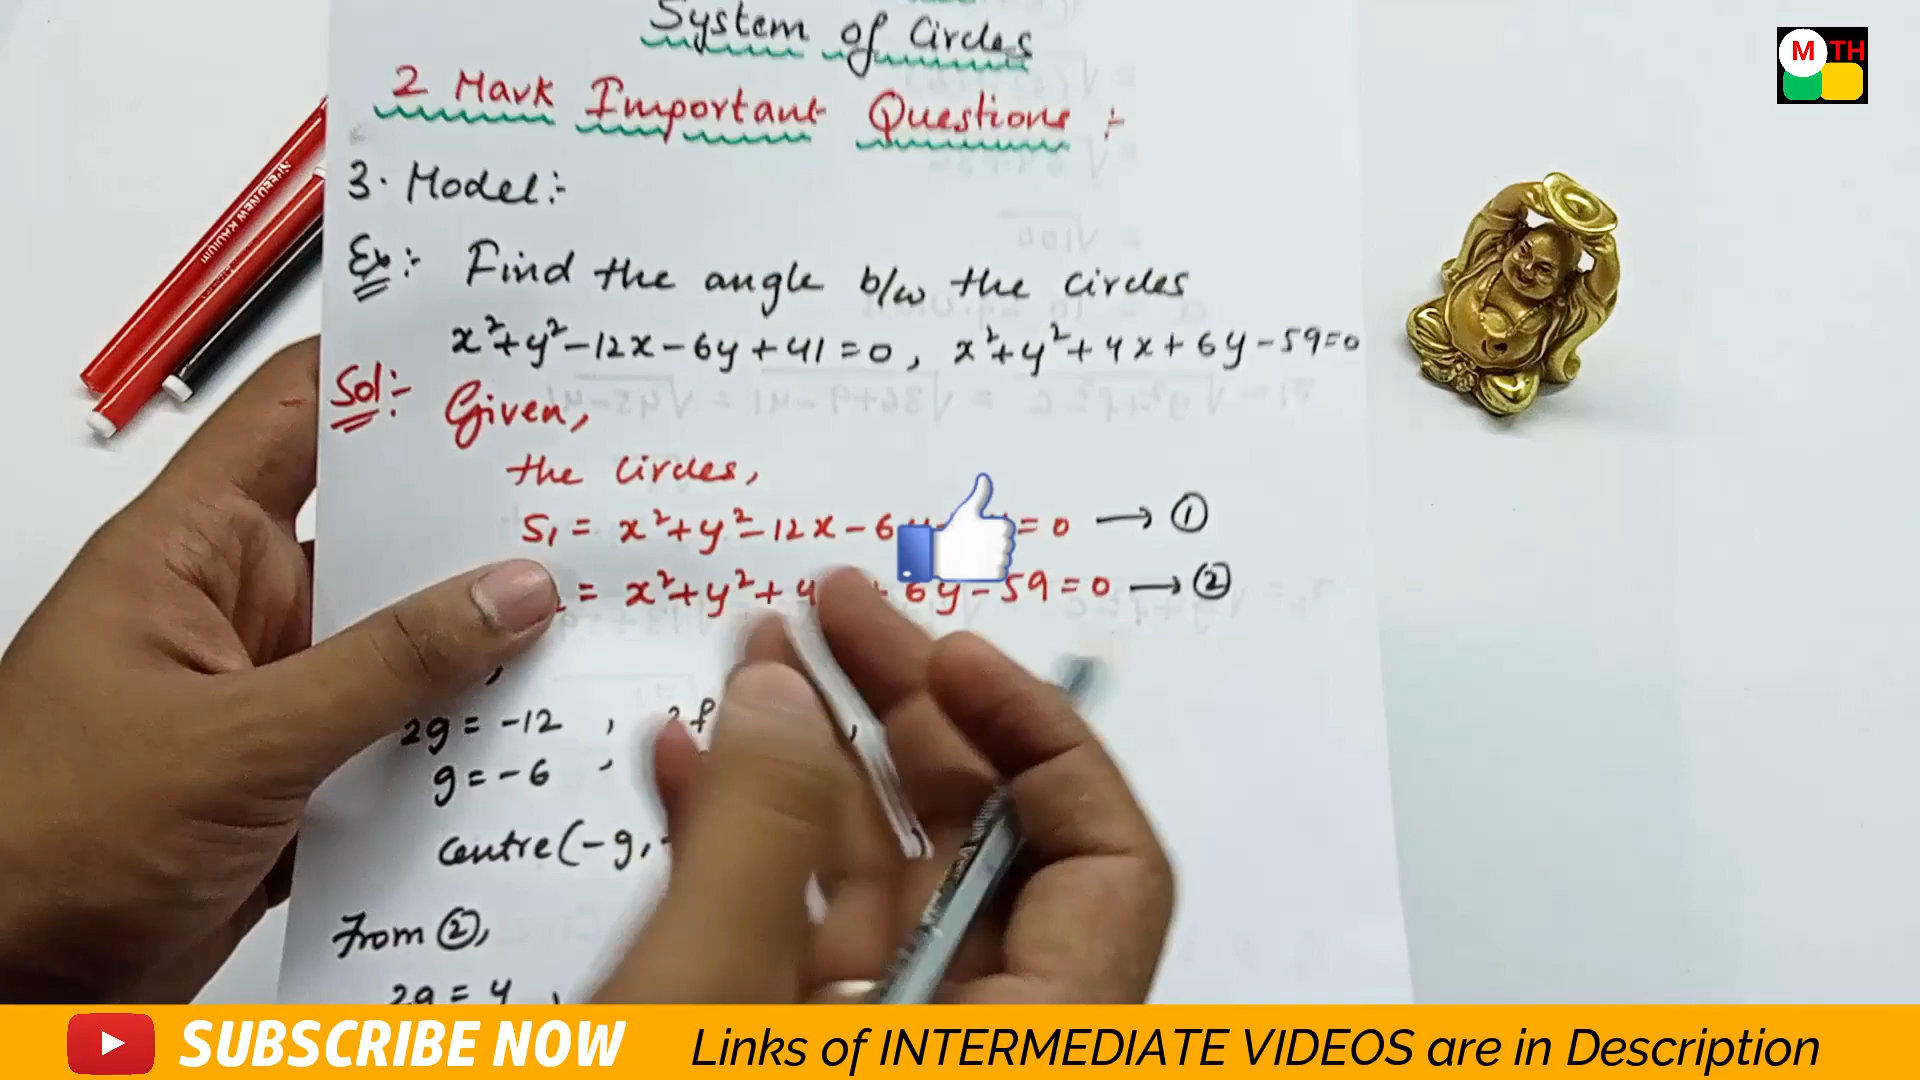 System of Circles
M TH
2 Mark Important Questions :-
3. Model:-
Ex:- Find the angle b/w the circles
x²+y²-12x-6y+41=0, x²+y²+4x+6y-59=0
Sol:- Given,
the circles,
S₁ = x²+y²-12x-6 = 0 → ①
= x²+y²+4 6y-59=0 → ②
2g = -12 , 2f ,
g = -6 ,
centre(-g,
From ②,
2g = 4 ,
SUBSCRIBE NOW
Links of INTERMEDIATE VIDEOS are in Description